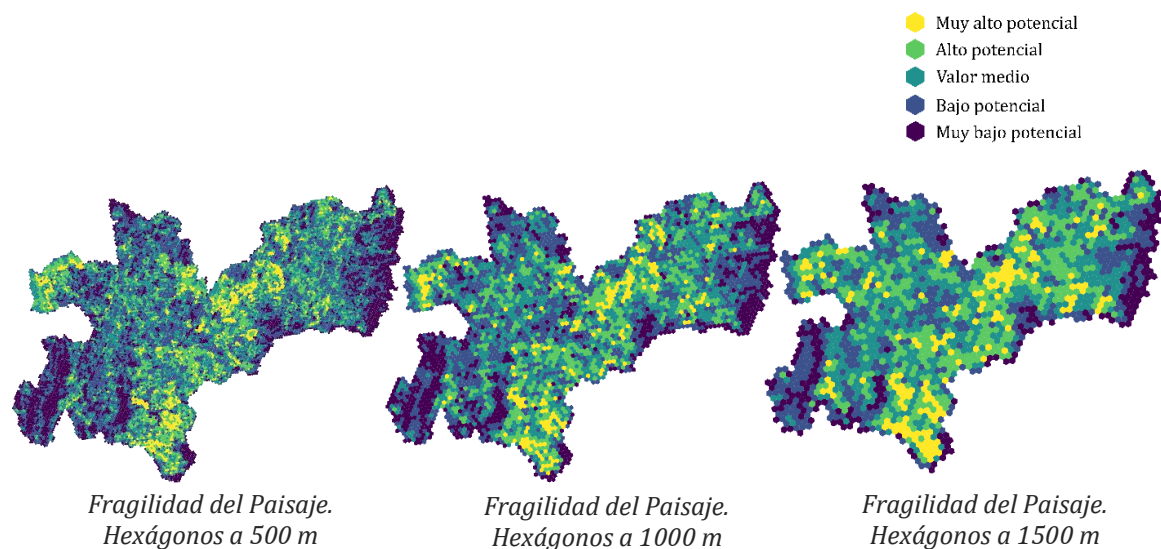 Muy alto potencial
Alto potencial
Valor medio
Bajo potencial
Muy bajo potencial
Fragilidad del Paisaje.
Hexágonos a 500 m
Fragilidad del Paisaje.
Hexágonos a 1000 m
Fragilidad del Paisaje.
Hexágonos a 1500 m